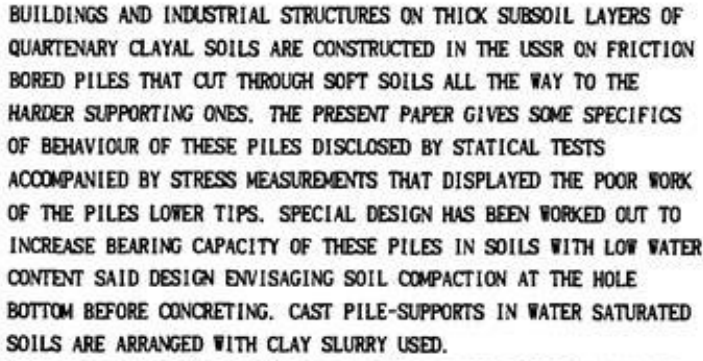 BUILDINGS AND INDUSTRIAL STRUCTURES ON THICK SUBSOIL LAYERS OF
QUARTENARY CLAYAL SOILS ARE CONSTRUCTED IN THE USSR ON FRICTION
BORED PILES THAT CUT THROUGH SOFT SOILS ALL THE WAY TO THE
HARDER SUPPORTING ONES. THE PRESENT PAPER GIVES SOME SPECIFICS
OF BEHAVIOUR OF THESE PILES DISCLOSED BY STATICAL TESTS
ACCOMPANIED BY STRESS MEASUREMENTS THAT DISPLAYED THE POOR WORK
OF THE PILES LOWER TIPS. SPECIAL DESIGN HAS BEEN WORKED OUT TO
INCREASE BEARING CAPACITY OF THESE PILES IN SOILS WITH LOW WATER
CONTENT SAID DESIGN ENVISAGING SOIL COMPACTION AT THE HOLE
BOTTOM BEFORE CONCRETING. CAST PILE-SUPPORTS IN WATER SATURATED
SOILS ARE ARRANGED WITH CLAY SLURRY USED.